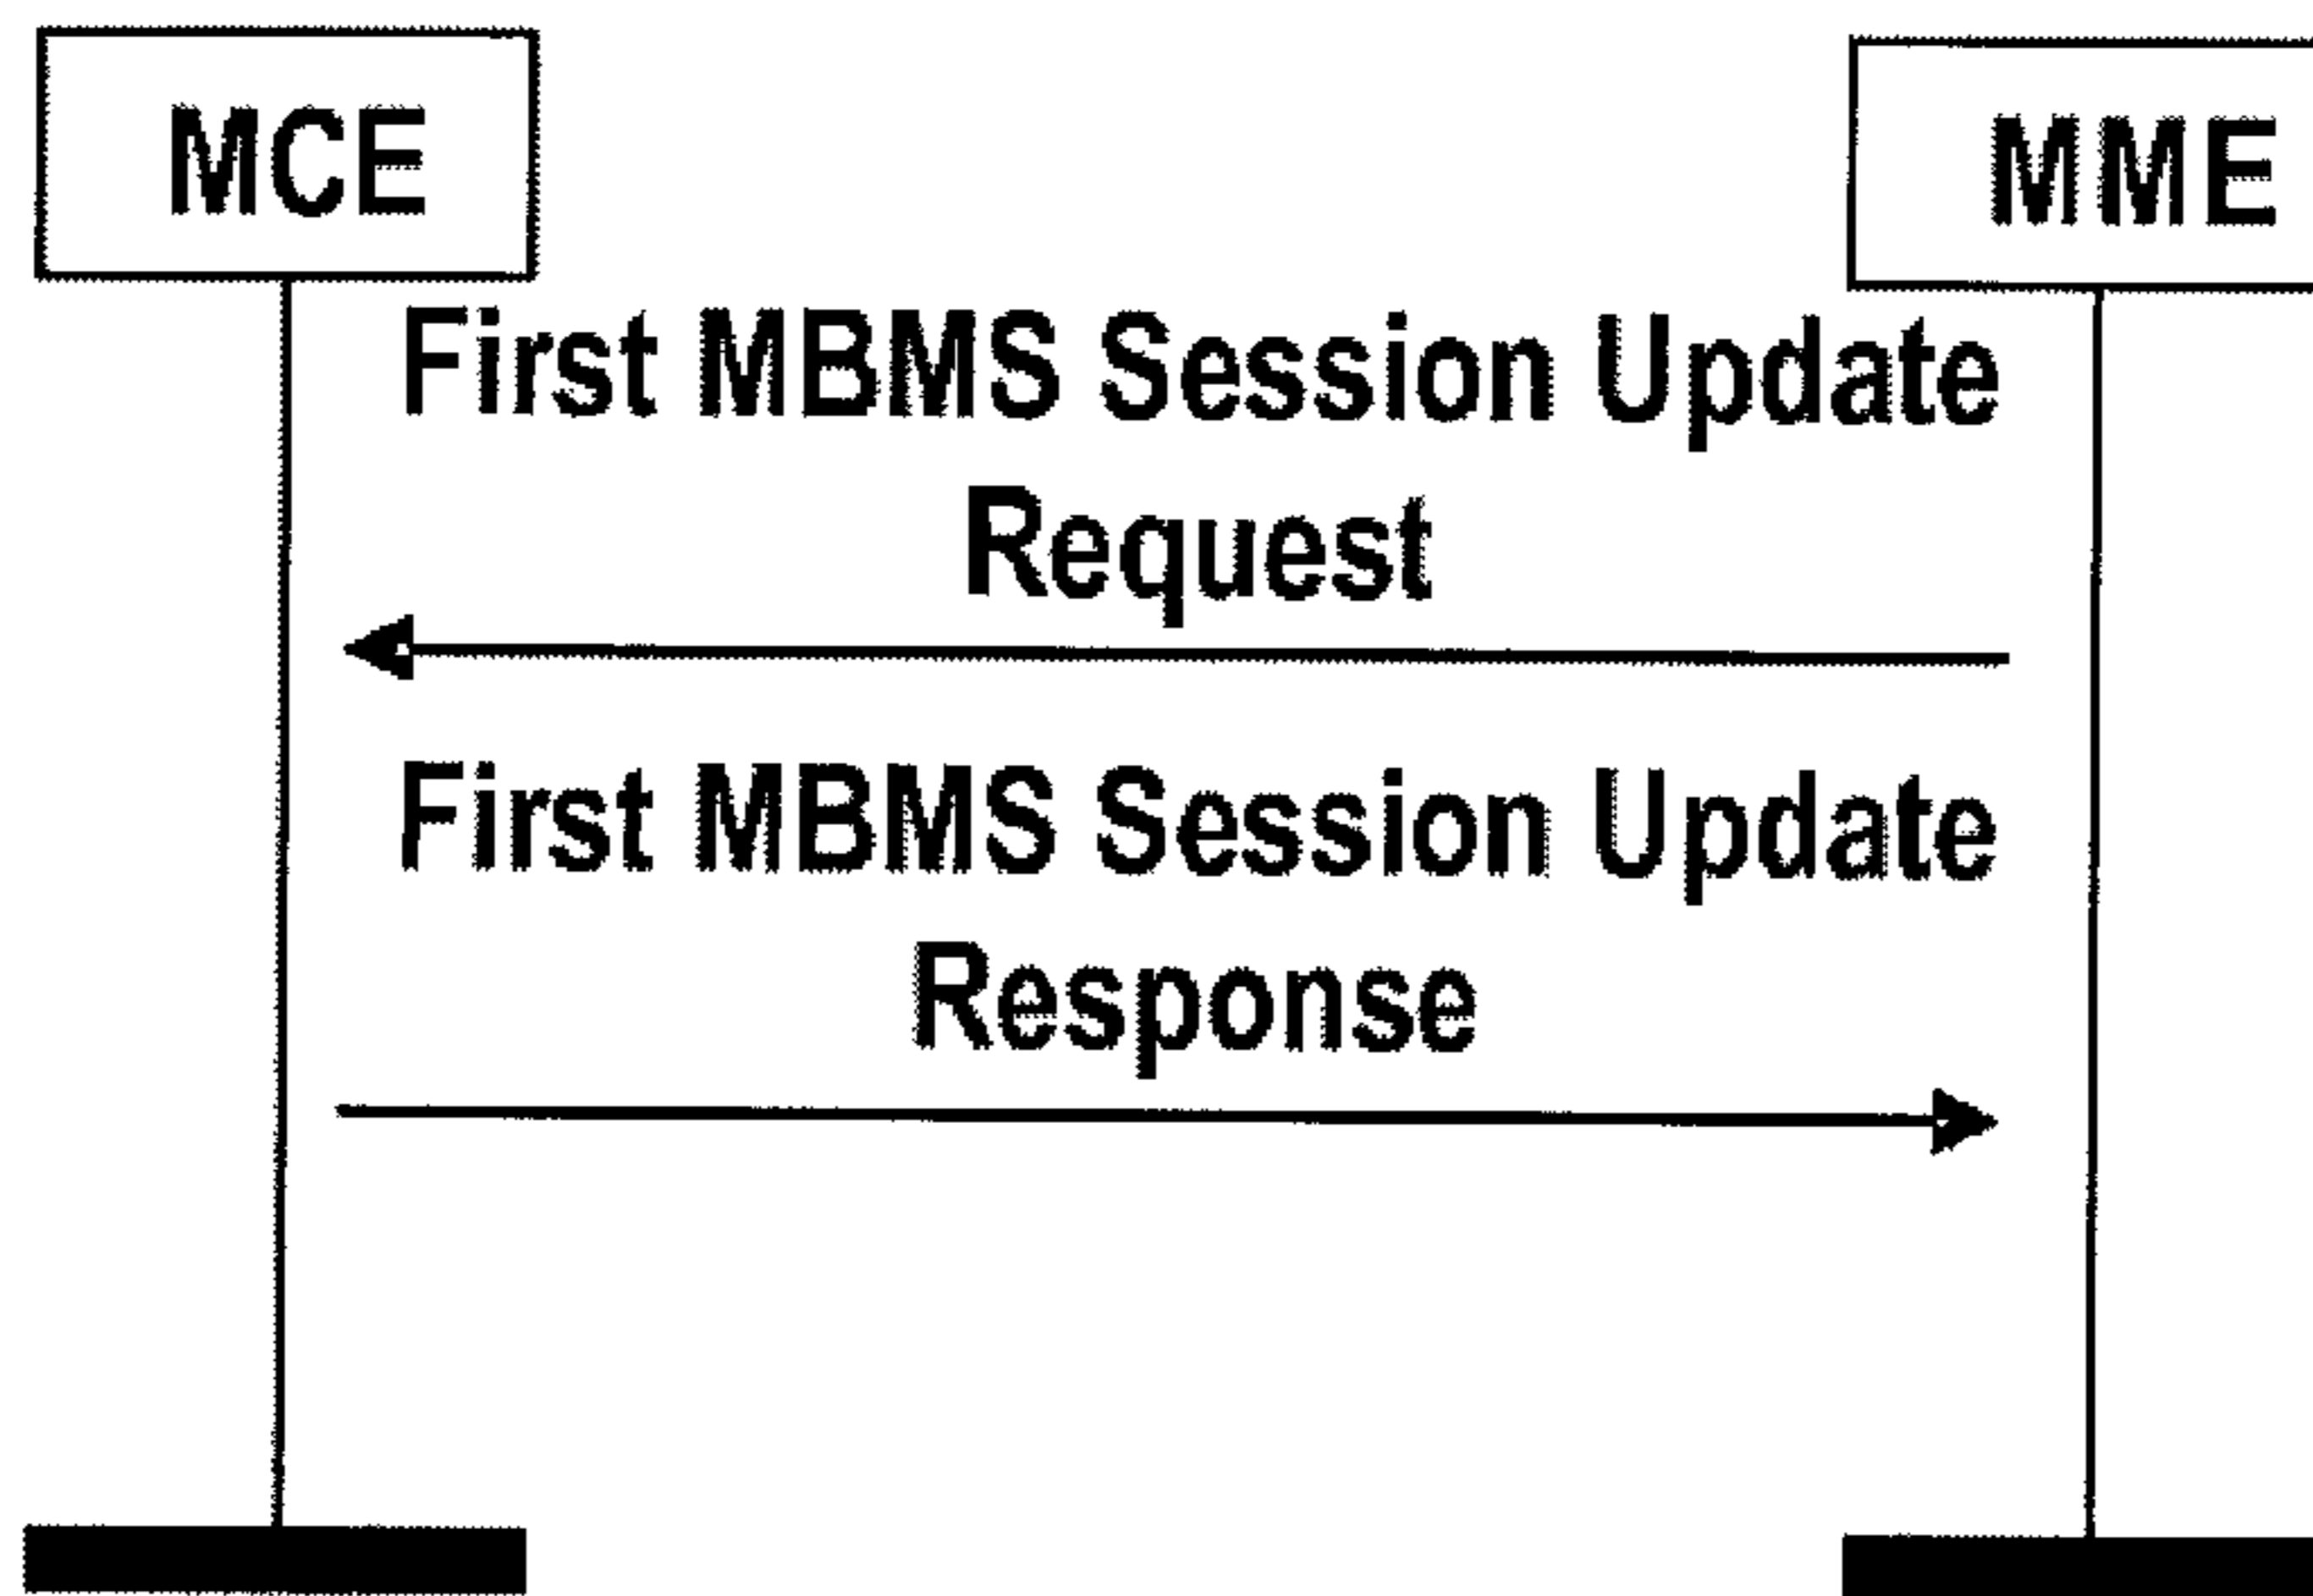 MCE
MME
First MBMS Session Update
Request
First MBMS Session Update
Response